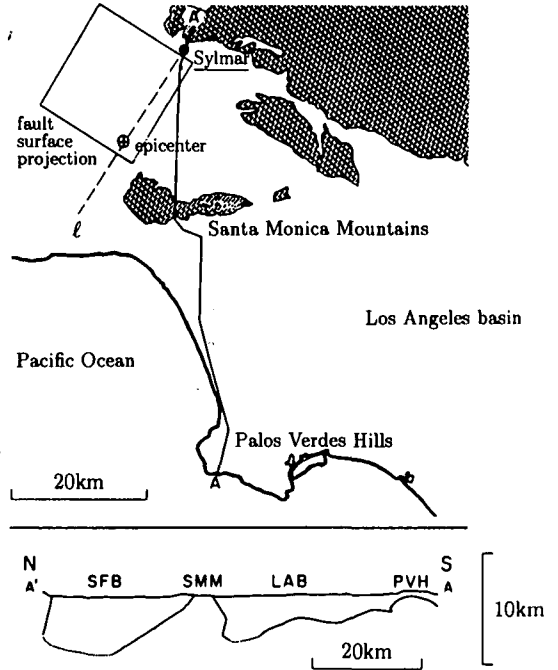 A'
Sylmar
fault
surface
projection
epicenter
ℓ
Santa Monica Mountains
Los Angeles basin
Pacific Ocean
Palos Verdes Hills
20km
A
N
S
A'
SFB
SMM
LAB
PVH
A
10km
20km